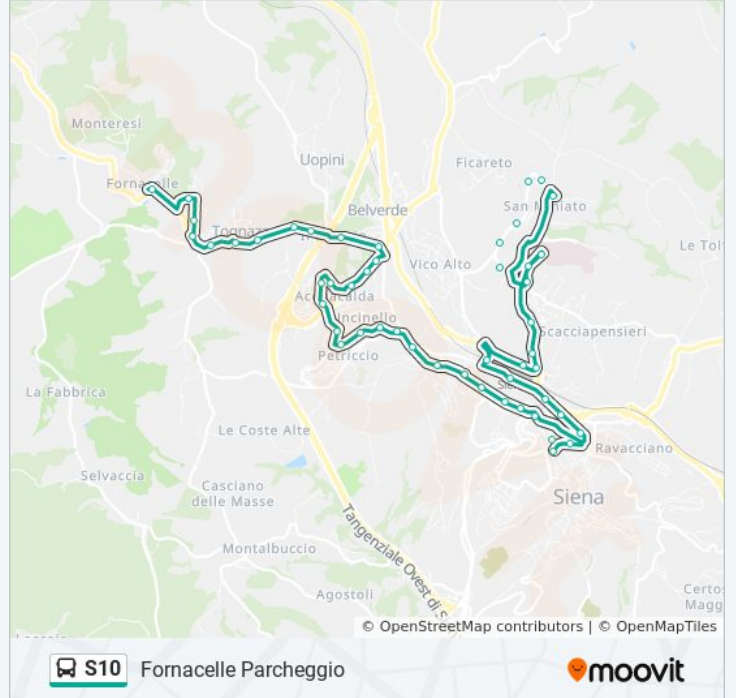 Monteresi
Uopini
Ficareto
Fornacelle
San Miniato
Belverde
Le Tolf
Vico Alto
Scacciapensieri
Petriccio
La Fabbrica
Le Coste Alte
Ravacciano
Selvaccia
Casciano
delle Masse
Siena
Tangenziale Ovest di S
Montalbuccio
Agostoli
Certos
Magg
© OpenStreetMap contributors | © OpenMapTiles
S10 Fornacelle Parcheggio
moovit